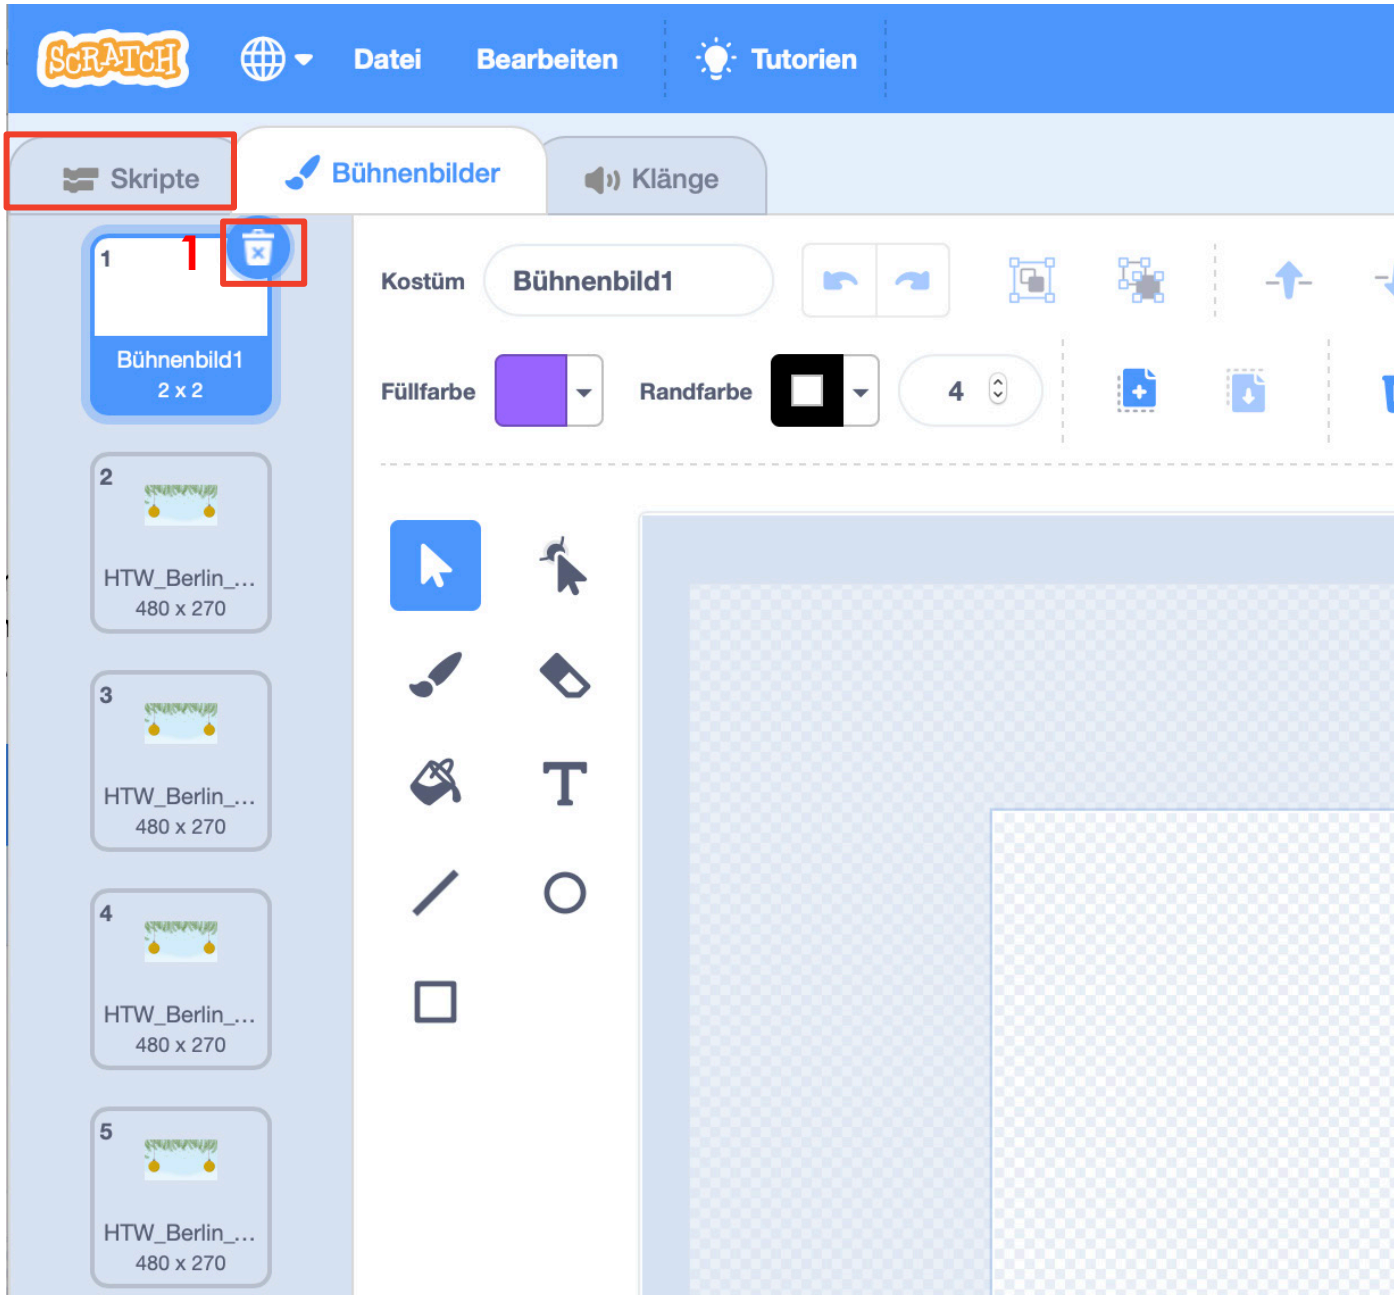 SCRATCH
Datei
Bearbeiten
Tutorien
Skripte
Bühnenbilder
Klänge
1
1
Bühnenbild1
2 x 2
Kostüm
Bühnenbild1
Füllfarbe
Randfarbe
4
2
HTW_Berlin_...
480 x 270
3
HTW_Berlin_...
480 x 270
T
4
HTW_Berlin_...
480 x 270
5
HTW_Berlin_...
480 x 270